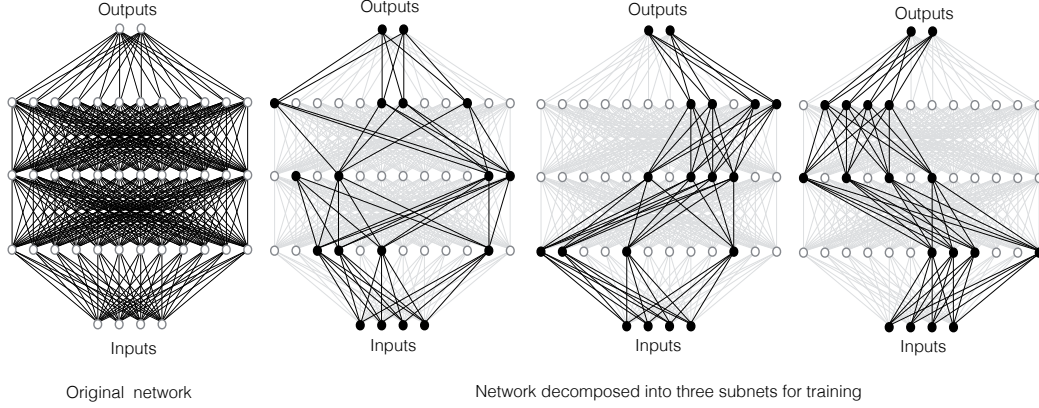 Outputs
Outputs
Outputs
Outputs
Inputs
Inputs
Inputs
Inputs
Original network
Network decomposed into three subnets for training